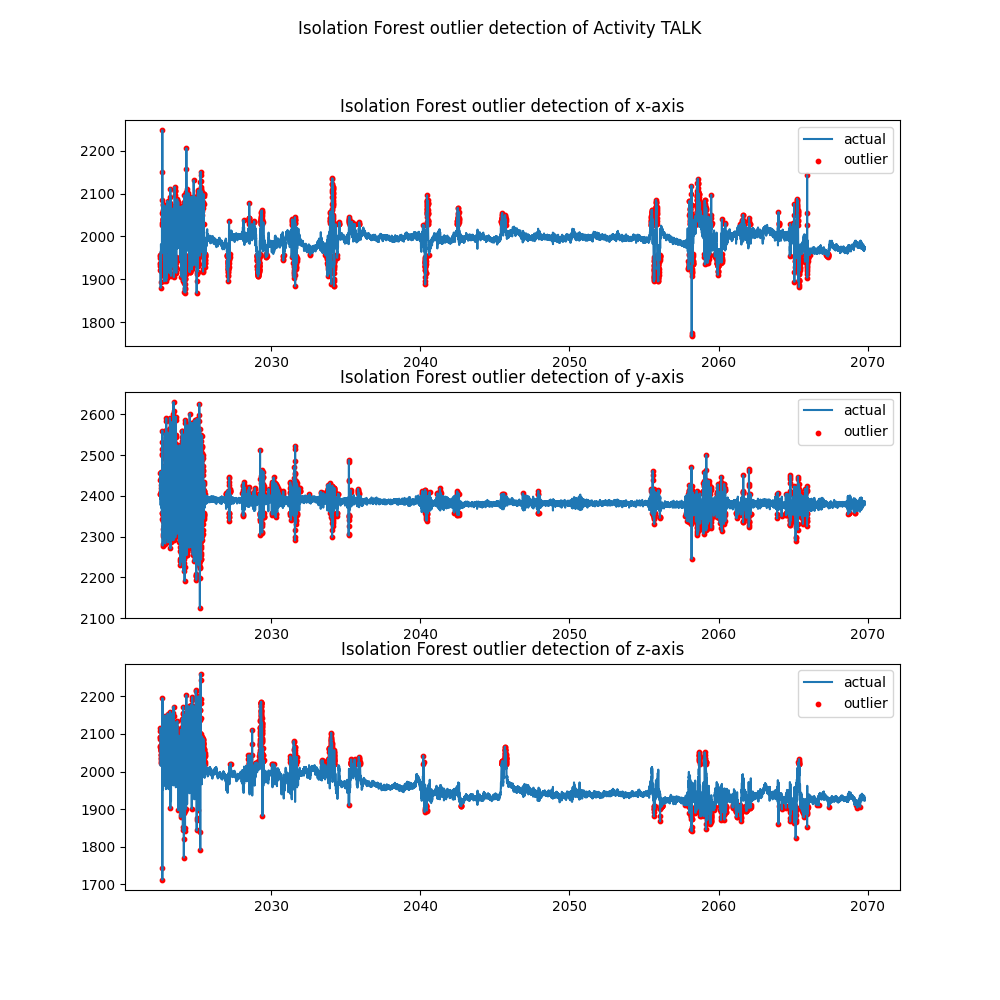 Isolation Forest outlier detection of Activity TALK
Isolation Forest outlier detection of x-axis
actual
outlier
2200
2100
2000
1900
1800
2030 2040 2050 2060 2070
Isolation Forest outlier detection of y-axis
actual
outlier
2600
2500
2400
2300
2200
2100
2030 2040 2050 2060 2070
Isolation Forest outlier detection of z-axis
actual
outlier
2200
2100
2000
1900
1800
1700
2030 2040 2050 2060 2070